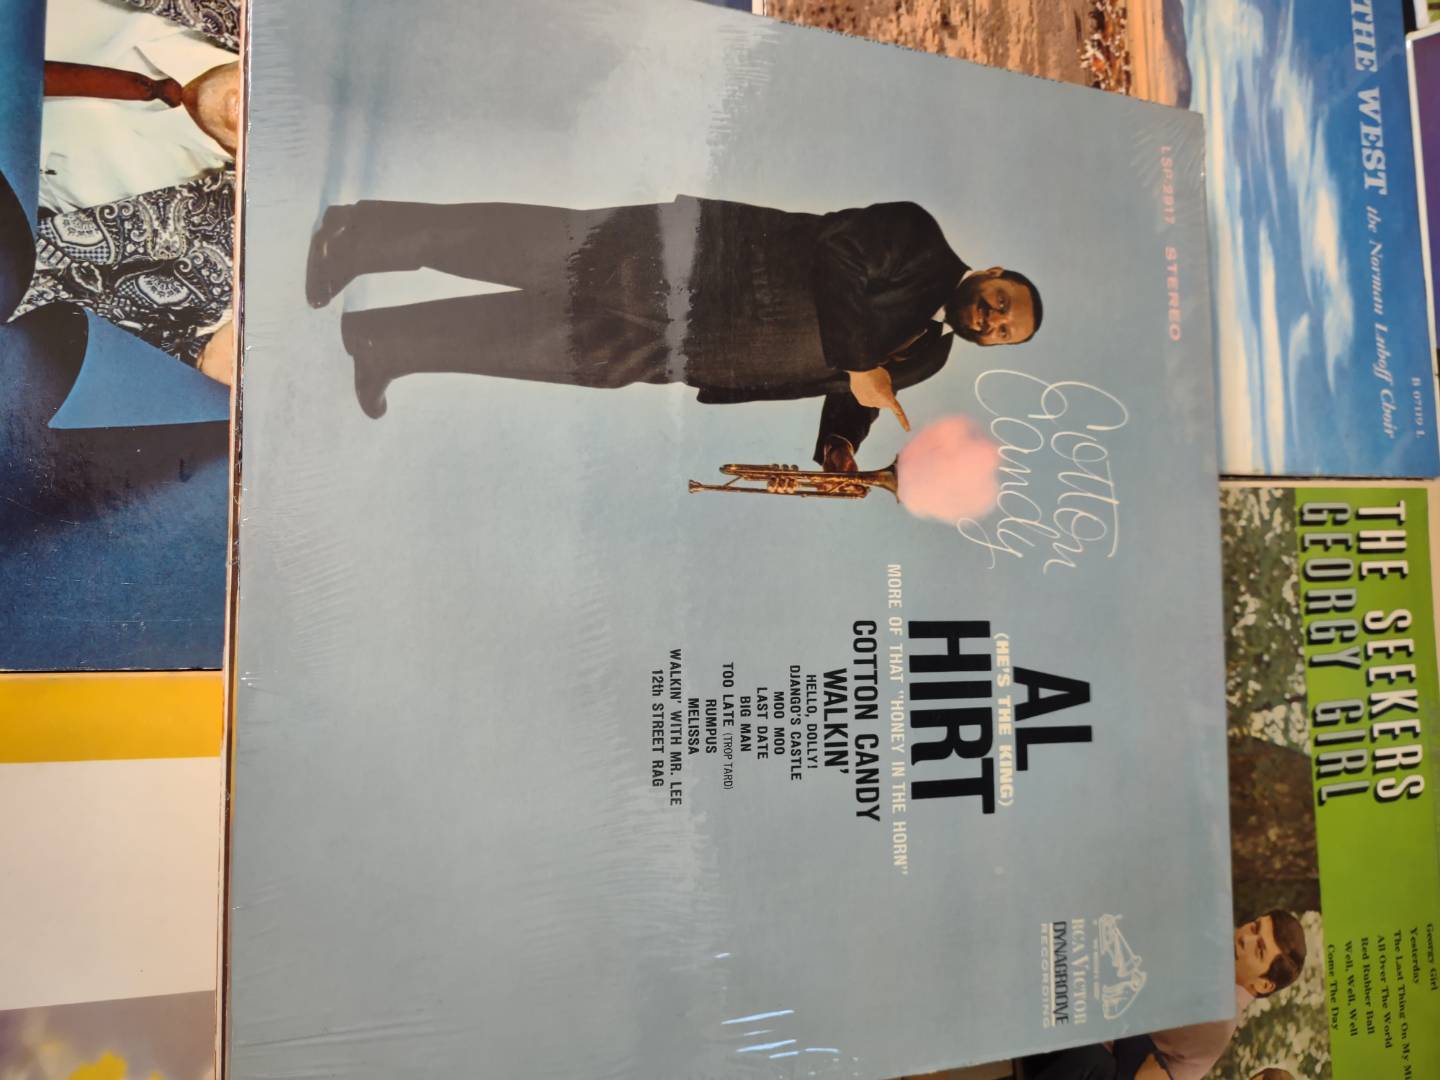 LSP-2917 STEREO
Cotton
Candy
AL
(HE'S THE KING)
HIRT
MORE OF THAT "HONEY IN THE HORN"
COTTON CANDY
WALKIN'
HELLO, DOLLY!
DJANGO'S CASTLE
MOO MOO
LAST DATE
BIG MAN
TOO LATE (TROP TARD)
RUMPUS
MELISSA
WALKIN' WITH MR. LEE
12th STREET RAG
RCA VICTOR
DYNAGROOVE
RECORDING
THE WEST the Norman Luboff Choir
B 07119 L
THE SEEKERS
GEORGY GIRL
Georgy Girl
Yesterday
The Last Thing On My
All Over The World
Red Rubber Ball
Well, Well, Well
Come The Day